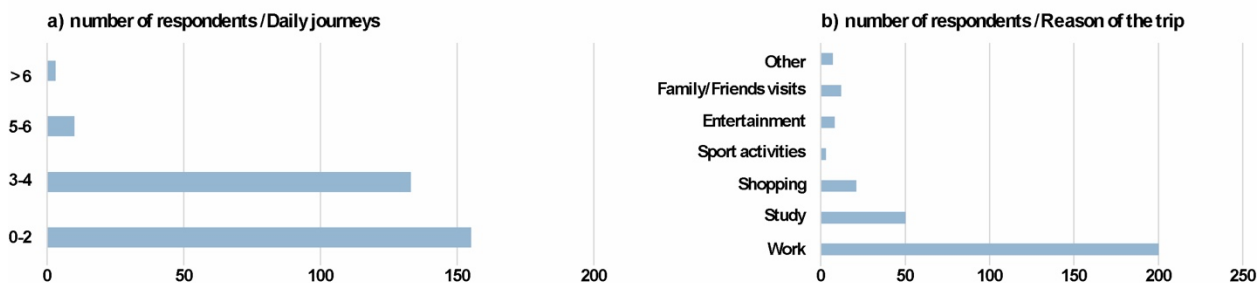 a) number of respondents/Daily journeys
>6
5-6
3-4
0-2
0 50 100 150 200
b) number of respondents/Reason of the trip
Other
Family/Friends visits
Entertainment
Sport activities
Shopping
Study
Work
0 50 100 150 200 250